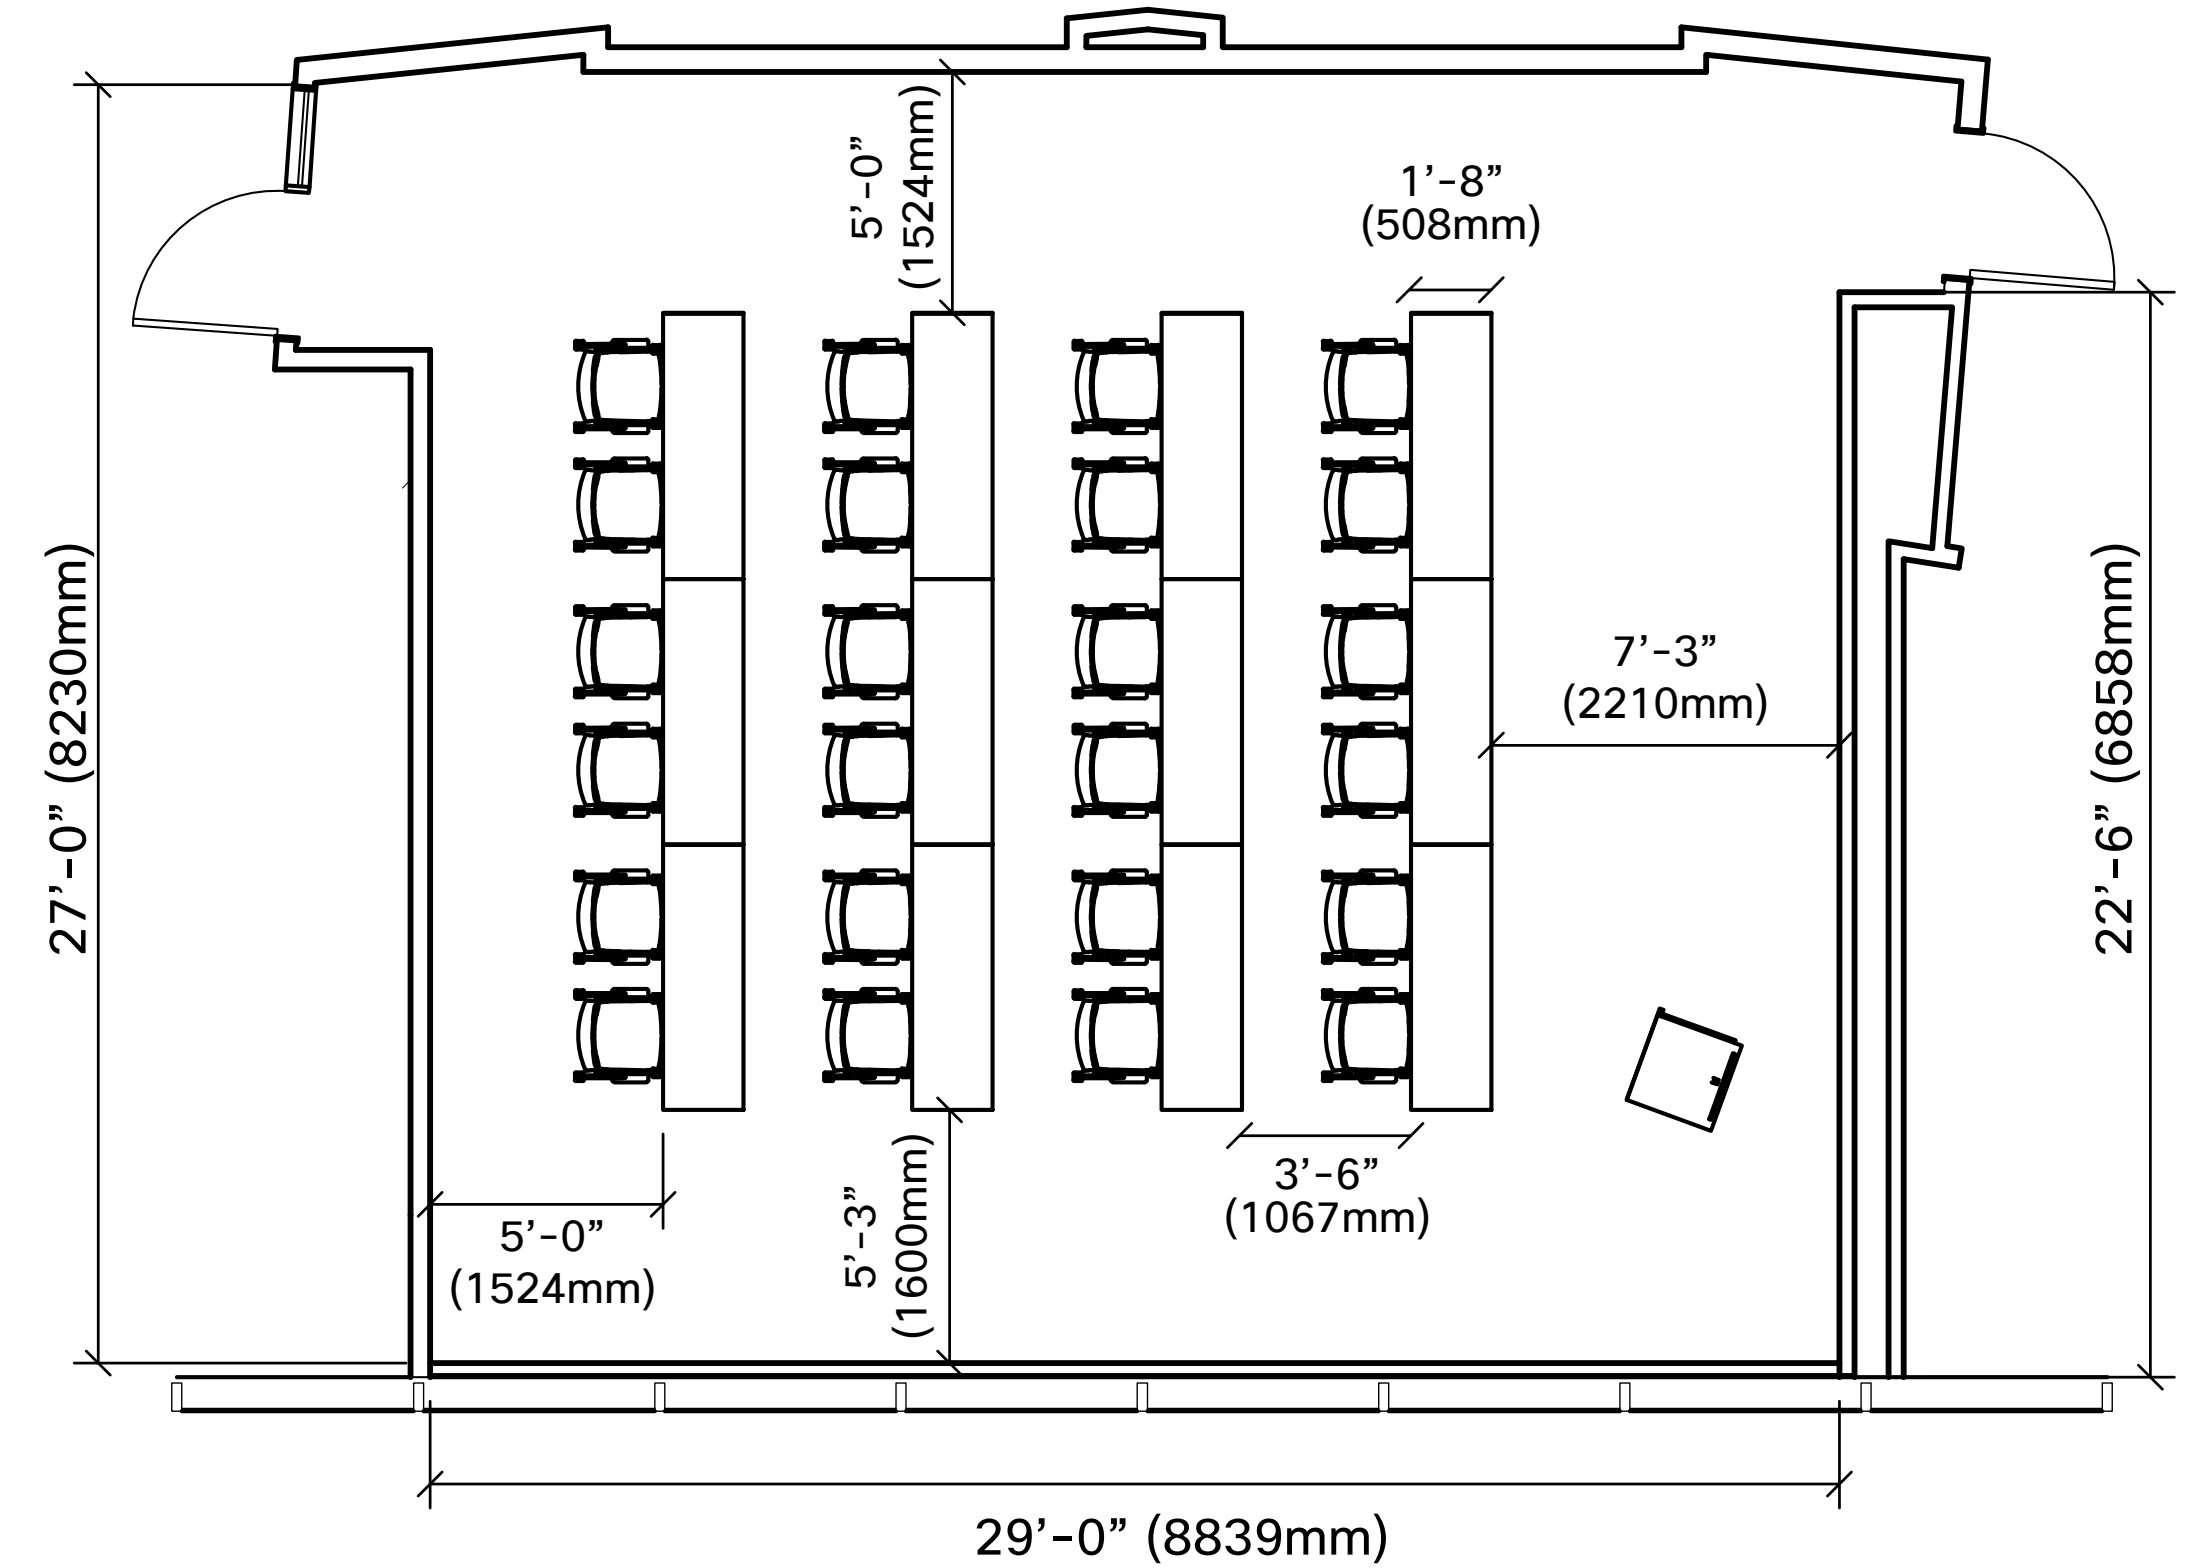 5’-0”
(1524mm)
1’-8”
(508mm)
27’-0” (8230mm)
7’-3”
(2210mm)
22’-6” (6858mm)
5’-0”
(1524mm)
5’-3”
(1600mm)
3’-6”
(1067mm)
29’-0” (8839mm)